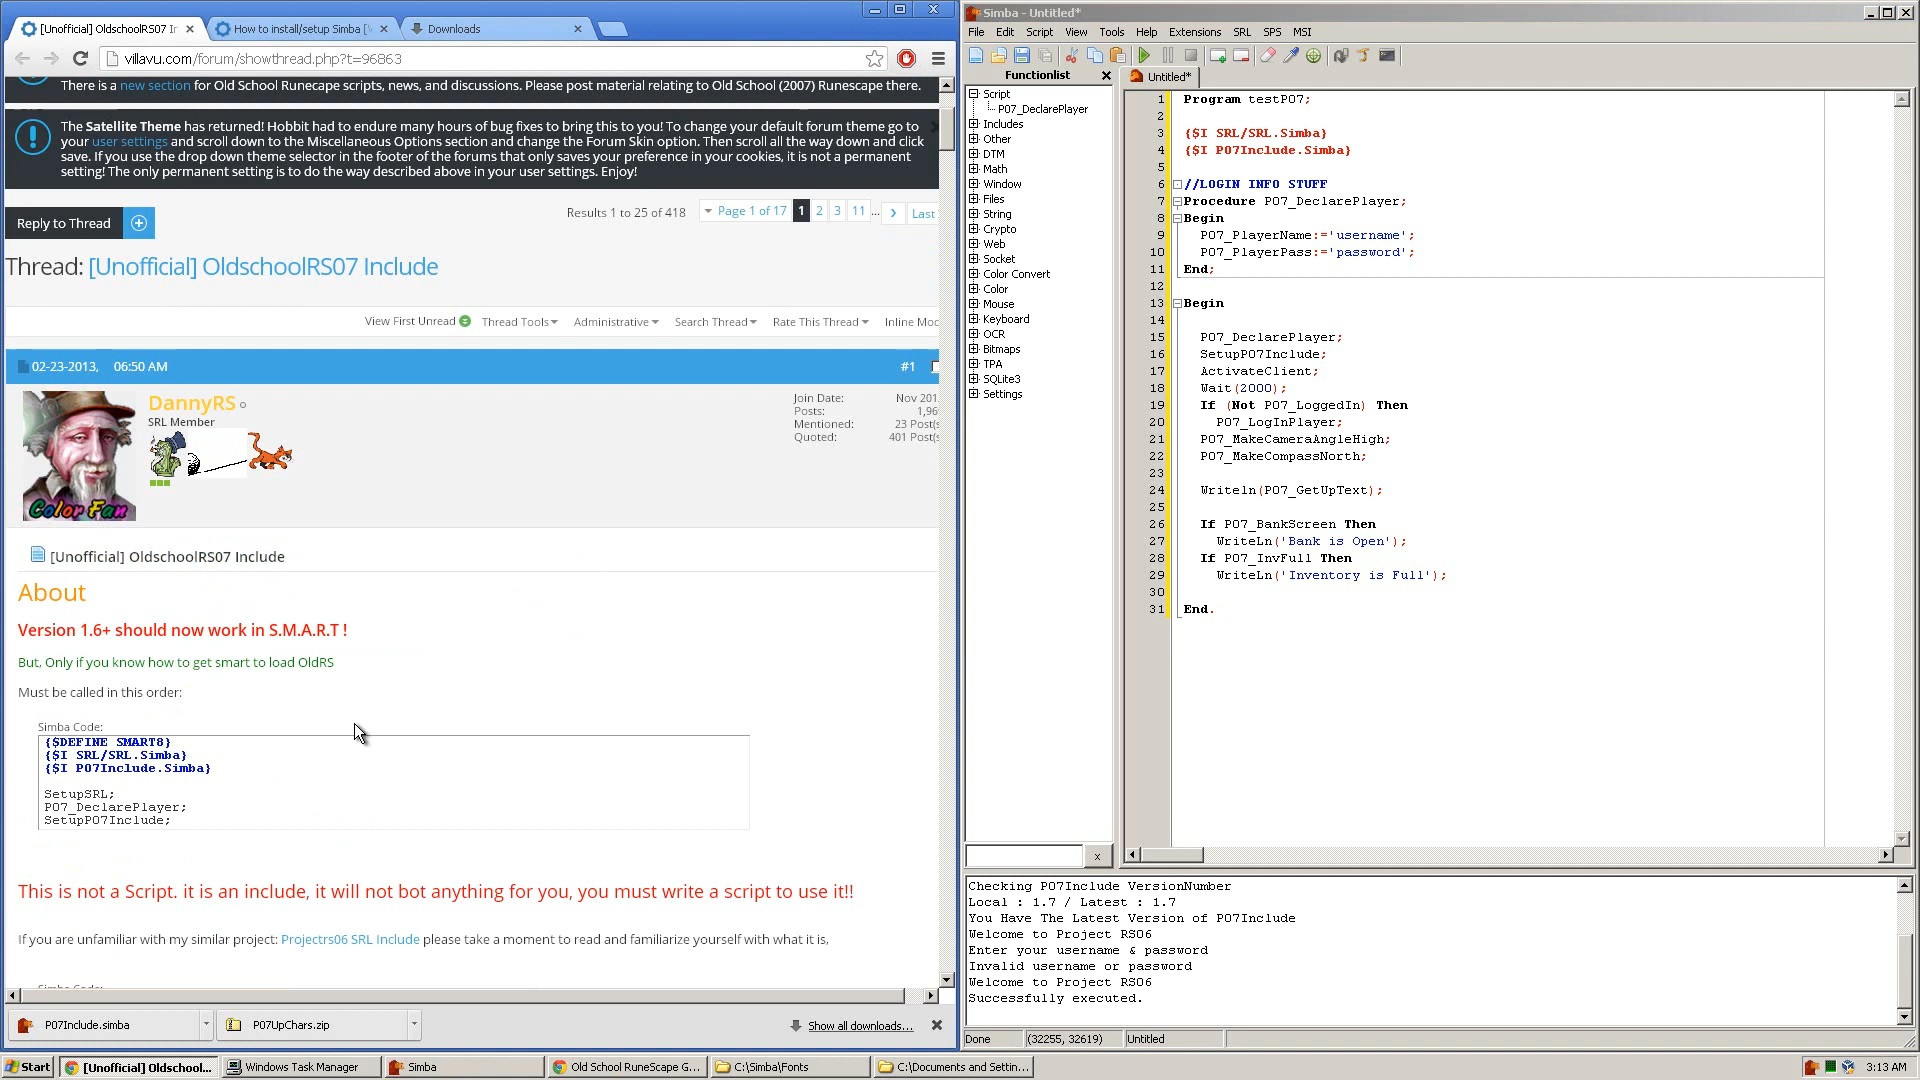 [Unofficial] OldschoolRS07 Ir
How to install/setup Simba [
Downloads
villavu.com/forum/showthread.php?t=96863
There is a new section for Old School Runescape scripts, news, and discussions. Please post material relating to Old School (2007) Runescape there.
The Satellite Theme has returned! Hobbit had to endure many hours of bug fixes to bring this to you! To change your default forum theme go to
your user settings and scroll down to the Miscellaneous Options section and change the Forum Skin option. Then scroll all the way down and click
save. If you use the drop down theme selector in the footer of the forums that only saves your preference in your cookies, it is not a permanent
setting! The only permanent setting is to do the way described above in your user settings. Enjoy!
Reply to Thread
Results 1 to 25 of 418
Page 1 of 17 1 2 3 11 ... Last
Thread: [Unofficial] OldschoolRS07 Include
View First Unread Thread Tools Administrative Search Thread Rate This Thread Inline Mod
02-23-2013, 06:50 AM
#1
DannyRS
SRL Member
Color Fan
Join Date: Nov 201
Posts: 1,96
Mentioned: 23 Post(s
Quoted: 401 Post(s
[Unofficial] OldschoolRS07 Include
About
Version 1.6+ should now work in S.M.A.R.T !
But, Only if you know how to get smart to load OldRS
Must be called in this order:
Simba Code:
{$DEFINE SMART8}
{$I SRL/SRL.Simba}
{$I P07Include.Simba}
SetupSRL;
P07_DeclarePlayer;
SetupP07Include;
This is not a Script. it is an include, it will not bot anything for you, you must write a script to use it!!
If you are unfamiliar with my similar project: Projectrs06 SRL Include please take a moment to read and familiarize yourself with what it is,
Simba Code:
P07Include.simba
P07UpChars.zip
Show all downloads...
Simba - Untitled*
File Edit Script View Tools Help Extensions SRL SPS MSI
Functionlist
Script
P07_DeclarePlayer
Includes
Other
DTM
Math
Window
Files
String
Crypto
Web
Socket
Color Convert
Color
Mouse
Keyboard
OCR
Bitmaps
TPA
SQLite3
Settings
x
Untitled*
1 Program testP07;
2
3 {$I SRL/SRL.Simba}
4 {$I P07Include.Simba}
5
6 //LOGIN INFO STUFF
7 Procedure P07_DeclarePlayer;
8 Begin
9 P07_PlayerName:='username';
10 P07_PlayerPass:='password';
11 End;
12
13 Begin
14
15 P07_DeclarePlayer;
16 SetupP07Include;
17 ActivateClient;
18 Wait(2000);
19 If (Not P07_LoggedIn) Then
20 P07_LogInPlayer;
21 P07_MakeCameraAngleHigh;
22 P07_MakeCompassNorth;
23
24 Writeln(P07_GetUpText);
25
26 If P07_BankScreen Then
27 WriteLn('Bank is Open');
28 If P07_InvFull Then
29 WriteLn('Inventory is Full');
30
31 End.
Checking P07Include VersionNumber
Local : 1.7 / Latest : 1.7
You Have The Latest Version of P07Include
Welcome to Project RS06
Enter your username & password
Invalid username or password
Welcome to Project RS06
Successfully executed.
Done
(32255, 32619)
Untitled
Start
[Unofficial] Oldschool...
Windows Task Manager
Simba
Old School RuneScape G...
C:\Simba\Fonts
C:\Documents and Settin...
3:13 AM